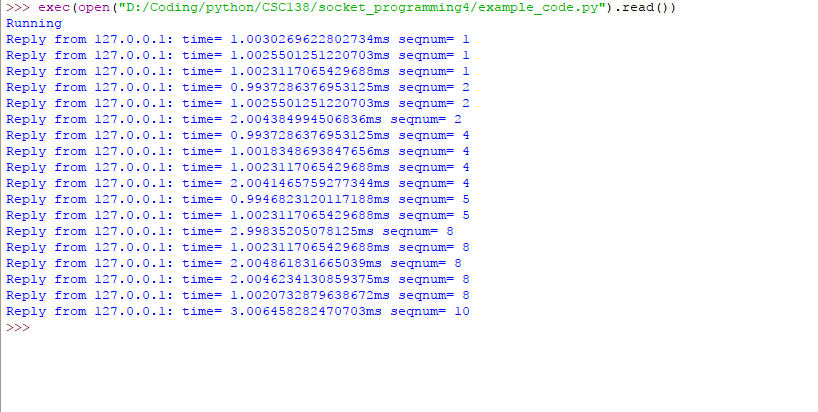 >>> exec(open("D:/Coding/python/CSC138/socket_programming4/example_code.py").read())
Running
Reply from 127.0.0.1: time= 1.0030269622802734ms seqnum= 1
Reply from 127.0.0.1: time= 1.0025501251220703ms seqnum= 1
Reply from 127.0.0.1: time= 1.0023117065429688ms seqnum= 1
Reply from 127.0.0.1: time= 0.9937286376953125ms seqnum= 2
Reply from 127.0.0.1: time= 1.0025501251220703ms seqnum= 2
Reply from 127.0.0.1: time= 2.004384994506836ms seqnum= 2
Reply from 127.0.0.1: time= 0.9937286376953125ms seqnum= 4
Reply from 127.0.0.1: time= 1.0018348693847656ms seqnum= 4
Reply from 127.0.0.1: time= 1.0023117065429688ms seqnum= 4
Reply from 127.0.0.1: time= 2.0041465759277344ms seqnum= 4
Reply from 127.0.0.1: time= 0.9946823120117188ms seqnum= 5
Reply from 127.0.0.1: time= 1.0023117065429688ms seqnum= 5
Reply from 127.0.0.1: time= 2.99835205078125ms seqnum= 8
Reply from 127.0.0.1: time= 1.0023117065429688ms seqnum= 8
Reply from 127.0.0.1: time= 2.004861831665039ms seqnum= 8
Reply from 127.0.0.1: time= 2.0046234130859375ms seqnum= 8
Reply from 127.0.0.1: time= 1.0020732879638672ms seqnum= 8
Reply from 127.0.0.1: time= 3.006458282470703ms seqnum= 10
>>>